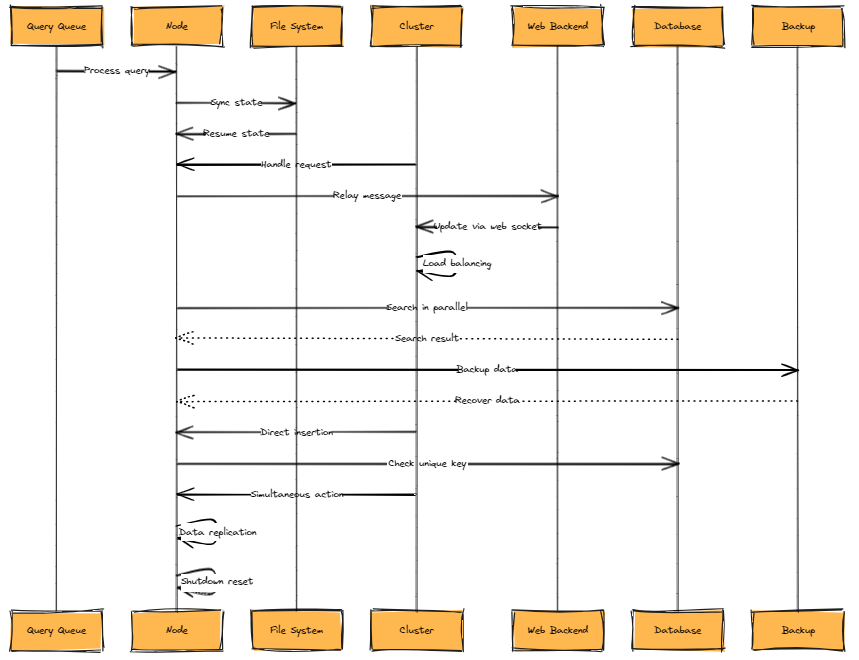 Query Queue
Node
File System
Cluster
Web Backend
Database
Backup
Process query
Sync state
Resume state
Handle request
Relay message
Update via web socket
Load balancing
Search in parallel
Search result
Backup data
Recover data
Direct insertion
Check unique key
Simultaneous action
Data replication
Shutdown reset
Query Queue
Node
File System
Cluster
Web Backend
Database
Backup